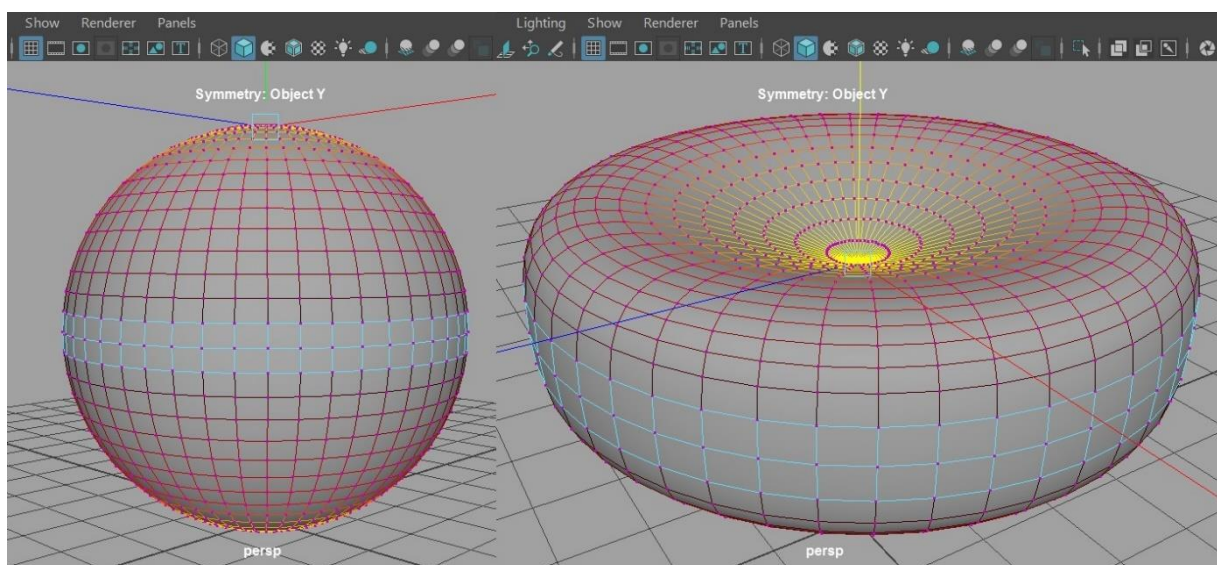 Show Renderer Panels
Lighting Show Renderer Panels
T
T
Symmetry: Object Y
Symmetry: Object Y
persp
persp